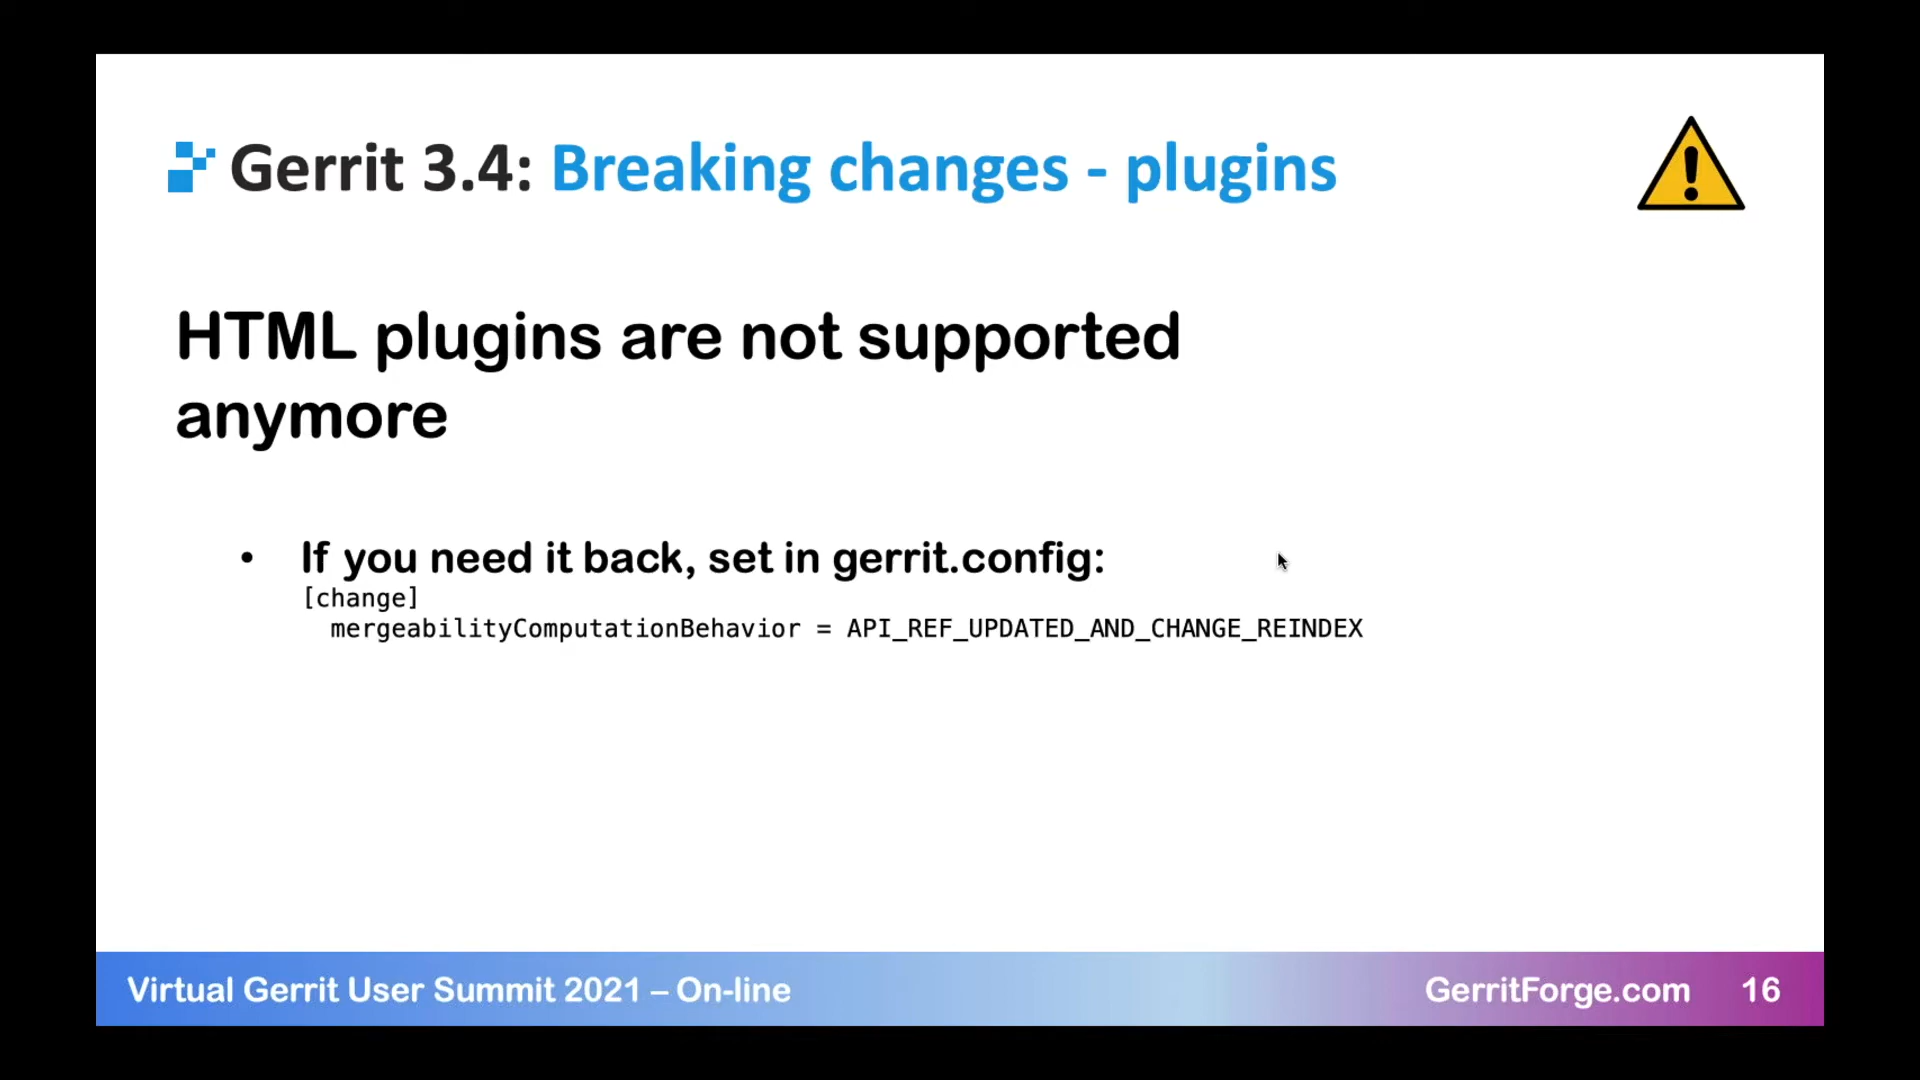 Gerrit 3.4: Breaking changes - plugins
HTML plugins are not supported
anymore
• If you need it back, set in gerrit.config:
[change]
mergeabilityComputationBehavior = API_REF_UPDATED_AND_CHANGE_REINDEX
Virtual Gerrit User Summit 2021 – On-line
GerritForge.com 16